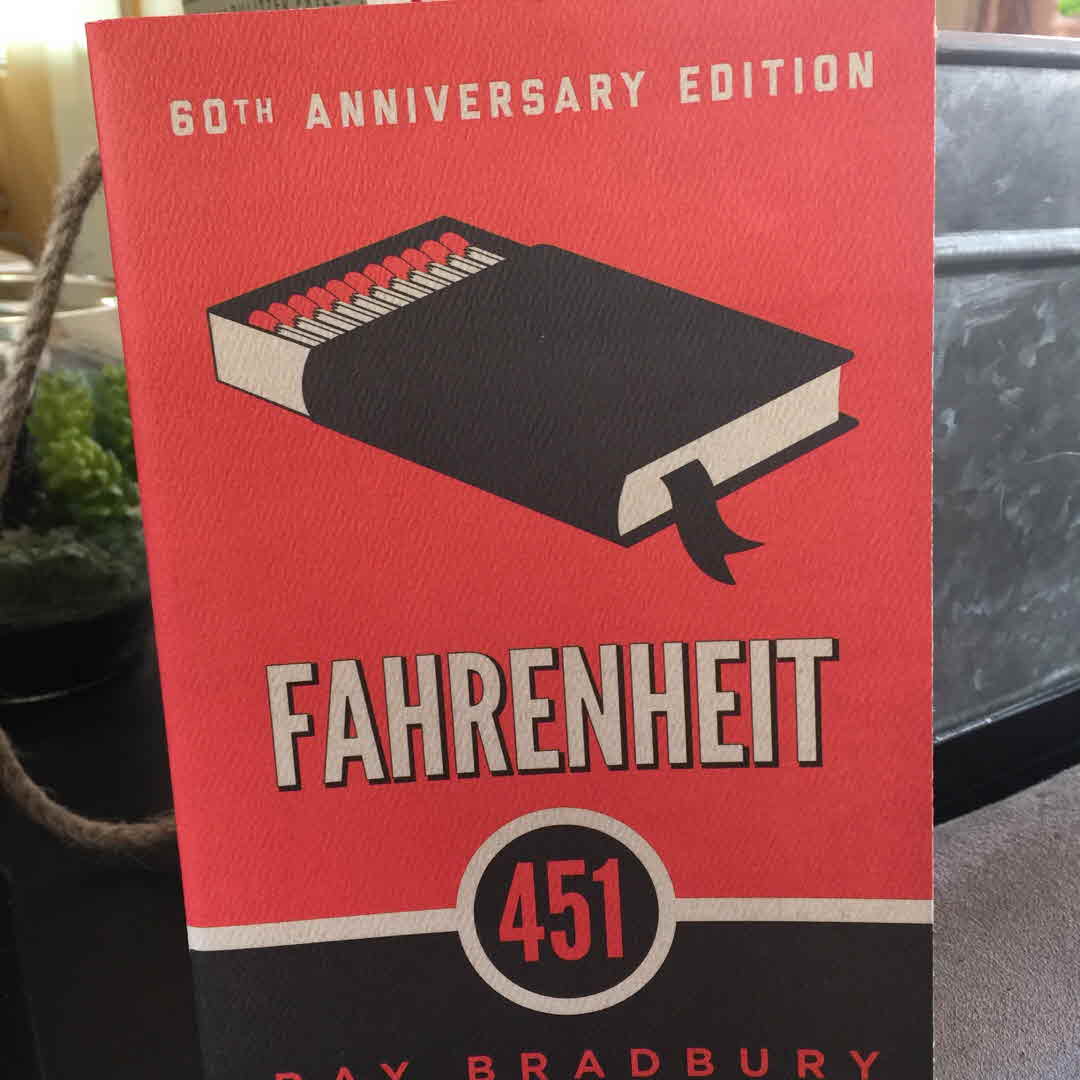 60TH ANNIVERSARY EDITION
FAHRENHEIT
451
RAY BRADBURY